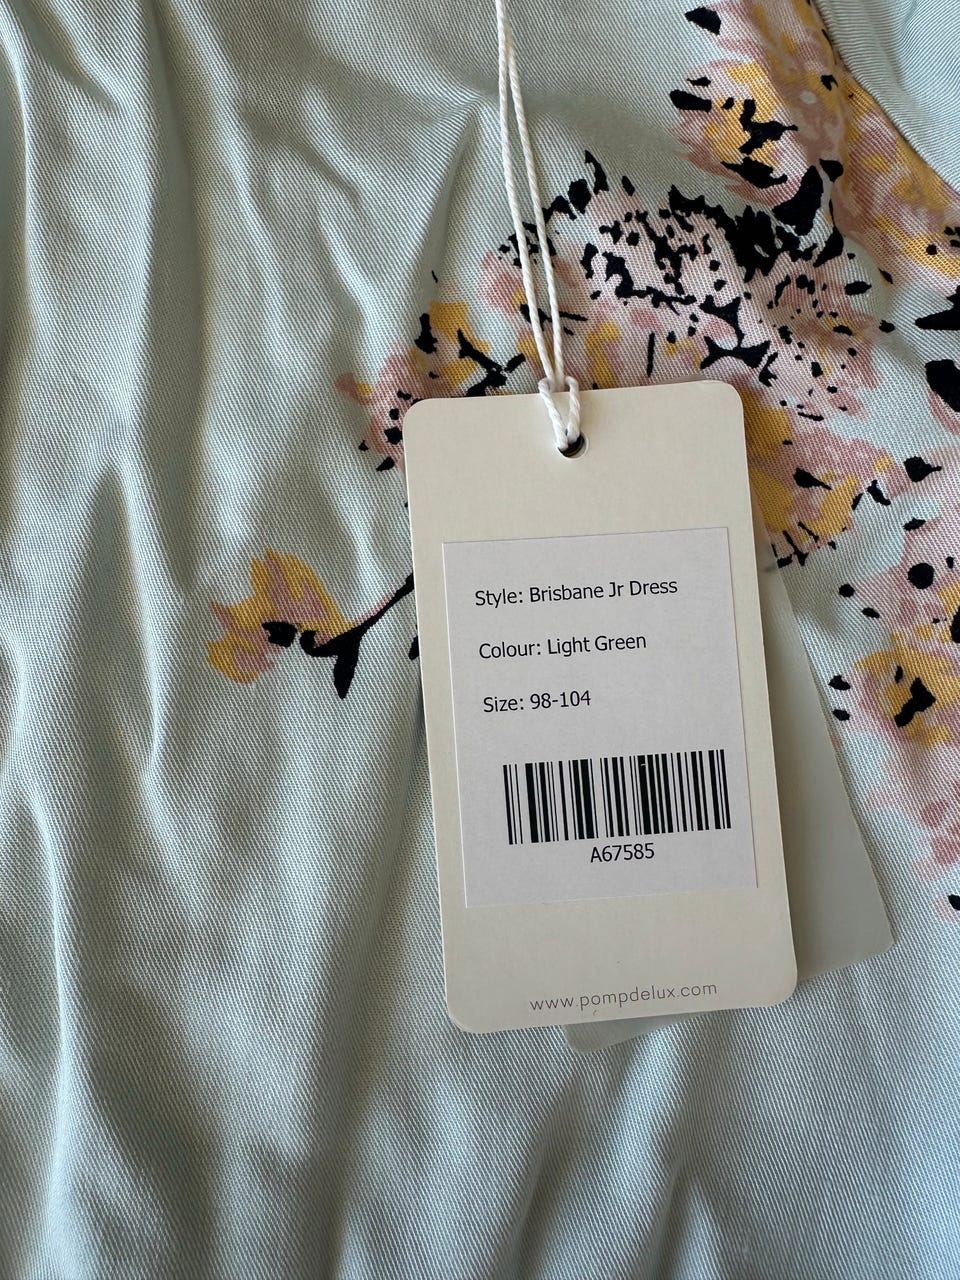 Style: Brisbane Jr Dress
Colour: Light Green
Size: 98-104
A67585
www.pompdelux.com